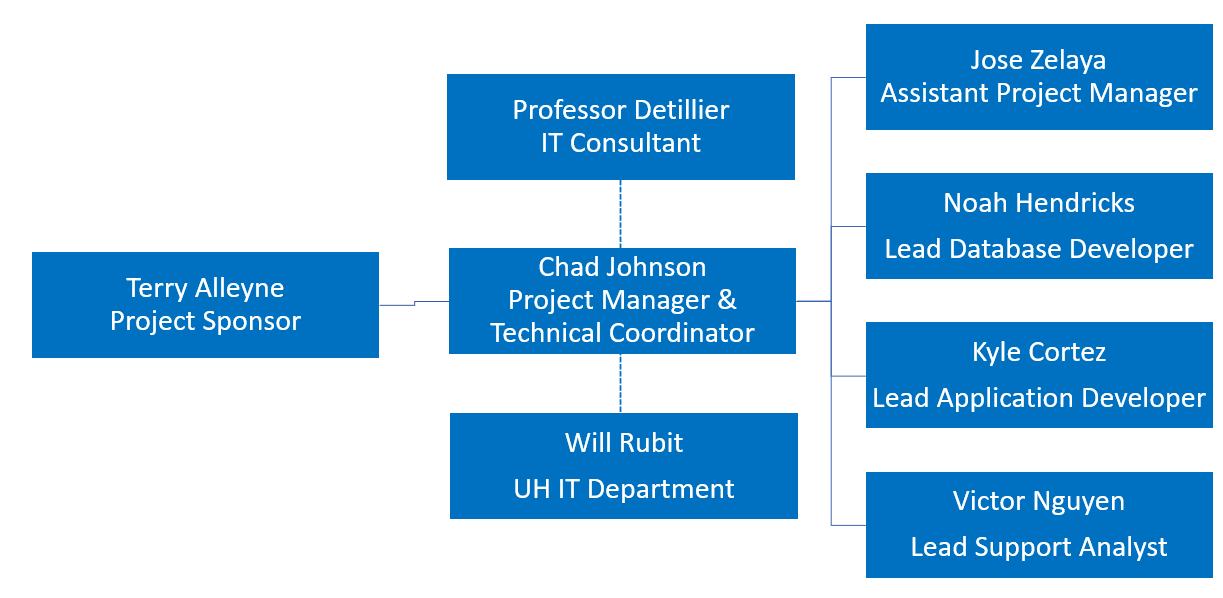 Jose Zelaya
Assistant Project Manager
Professor Detillier
IT Consultant
Noah Hendricks
Lead Database Developer
Terry Alleyne
Project Sponsor
Chad Johnson
Project Manager &
Technical Coordinator
Kyle Cortez
Lead Application Developer
Will Rubit
UH IT Department
Victor Nguyen
Lead Support Analyst